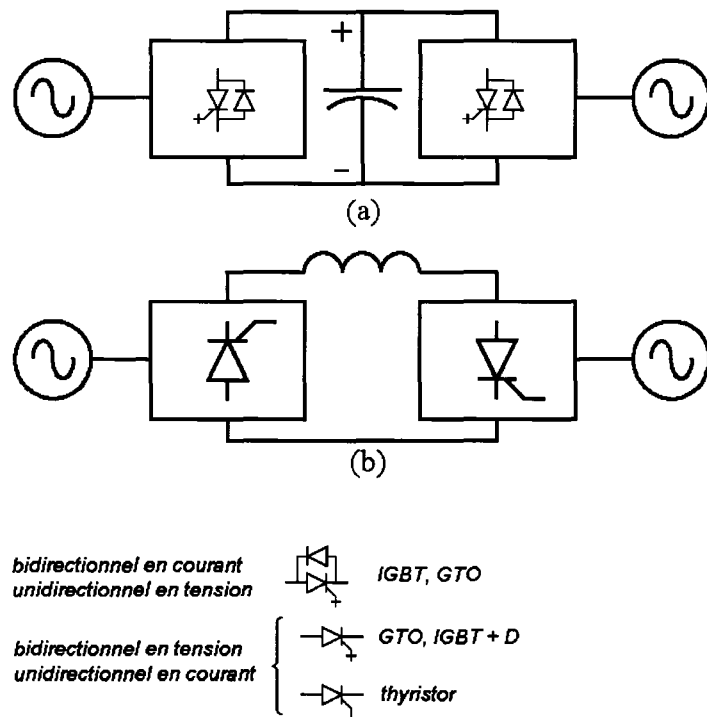 +
−
(a)
(b)
bidirectionnel en courant
unidirectionnel en tension
IGBT, GTO
bidirectionnel en tension
unidirectionnel en courant
GTO, IGBT + D
thyristor